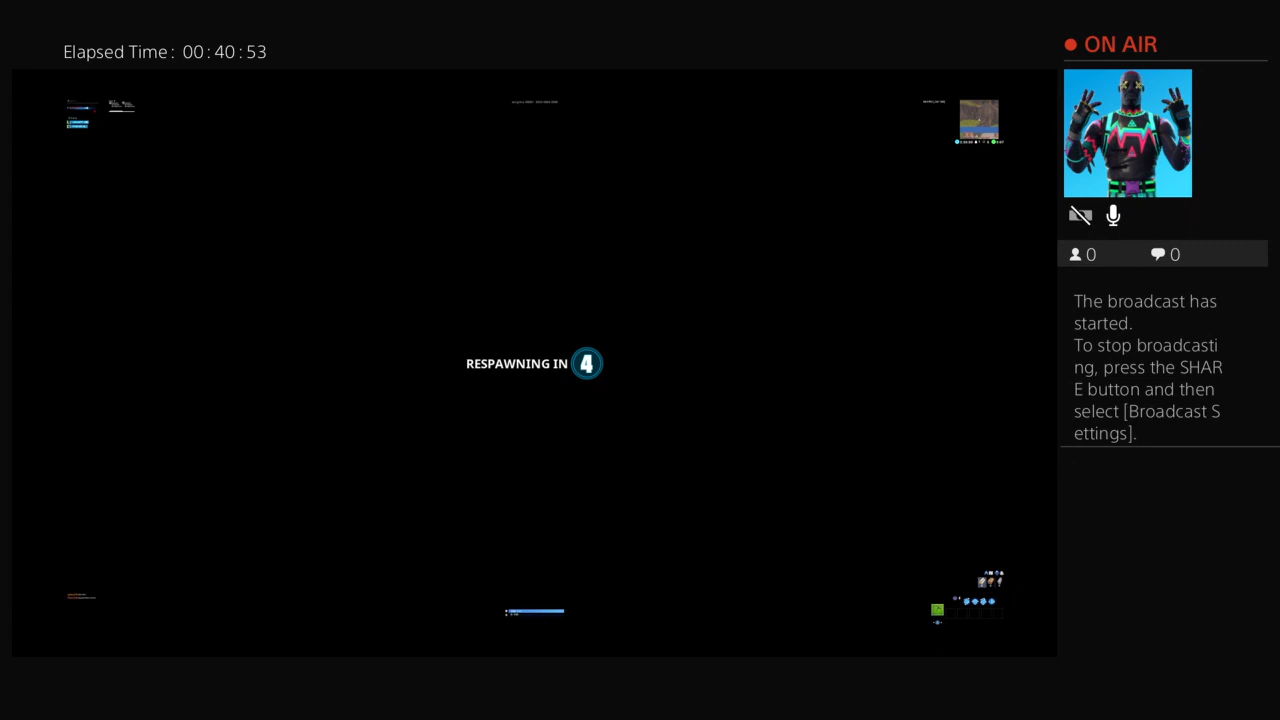 Elapsed Time: 00:40:53
ON AIR
0 0
The broadcast has
started.
To stop broadcasti
ng, press the SHAR
E button and then
select [Broadcast S
ettings].
RESPAWNING IN 4